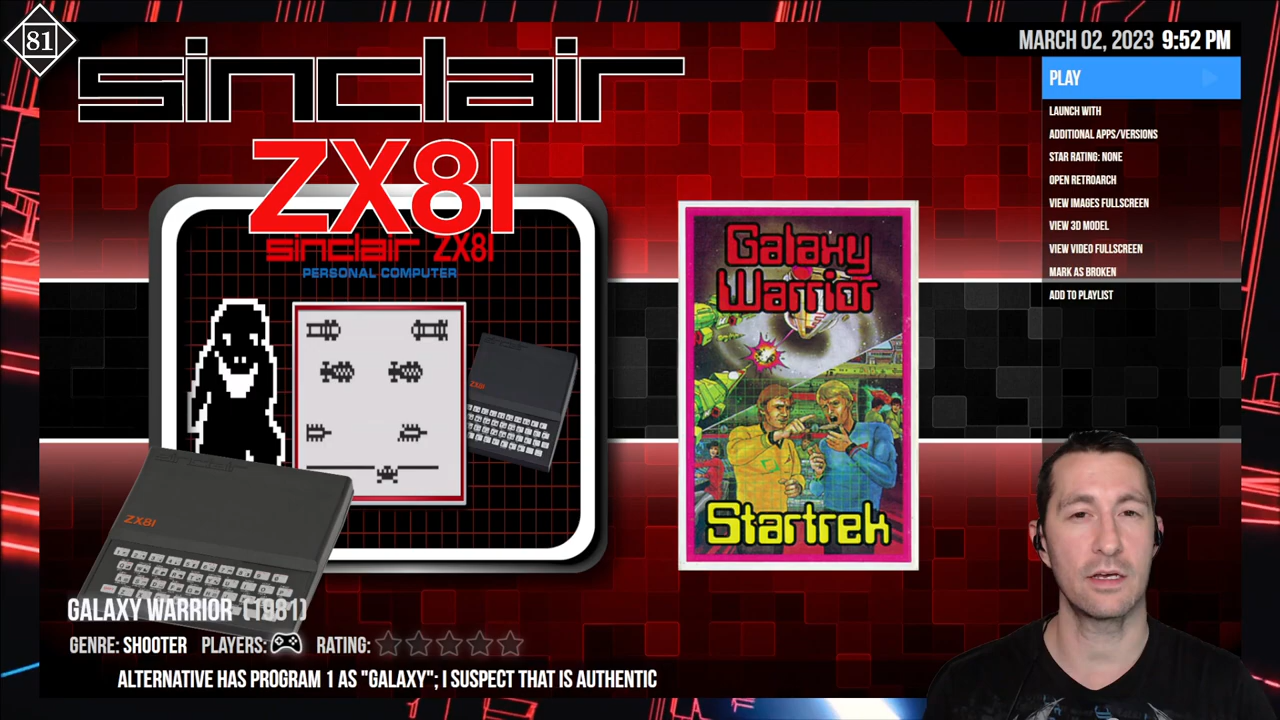 81
sinclair
ZX81
MARCH 02, 2023 9:52 PM
PLAY
LAUNCH WITH
ADDITIONAL APPS/VERSIONS
STAR RATING: NONE
OPEN RETROARCH
VIEW IMAGES FULLSCREEN
VIEW 3D MODEL
VIEW VIDEO FULLSCREEN
MARK AS BROKEN
ADD TO PLAYLIST
sinclair ZX81
PERSONAL COMPUTER
ZX81
Galaxy
Warrior
Startrek
sinclair
ZX81
GALAXY WARRIOR (1981)
GENRE: SHOOTER PLAYERS: RATING:
ALTERNATIVE HAS PROGRAM 1 AS "GALAXY"; I SUSPECT THAT IS AUTHENTIC